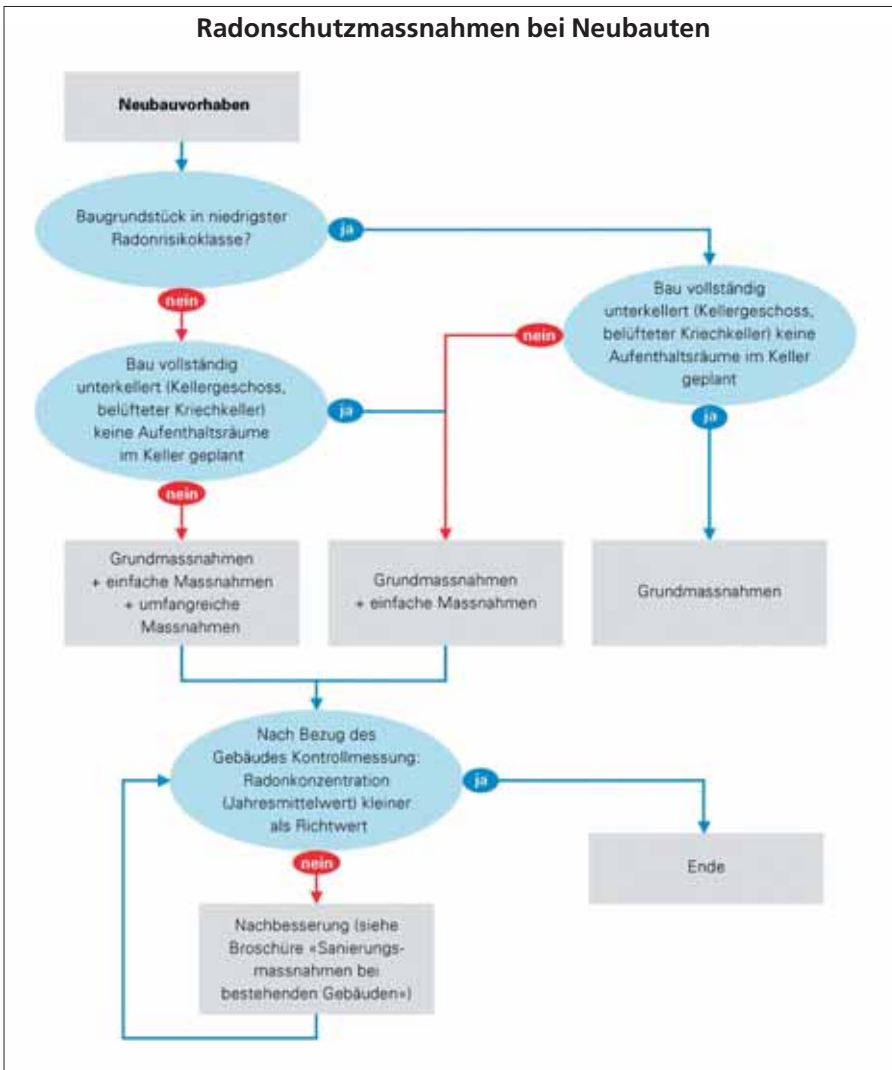 Radonschutzmassnahmen bei Neubauten
Neubauvorhaben
Baugrundstück in niedrigster
Radonrisikoklasse?
ja
nein
Bau vollständig
unterkellert (Kellergeschoss,
belüfteter Kriechkeller) keine
Aufenthaltsräume im Keller
geplant
nein
ja
Bau vollständig
unterkellert (Kellergeschoss,
belüfteter Kriechkeller)
keine Aufenthaltsräume
im Keller geplant
ja
nein
Grundmassnahmen
+ einfache Massnahmen
+ umfangreiche
Massnahmen
Grundmassnahmen
+ einfache Massnahmen
Grundmassnahmen
Nach Bezug des
Gebäudes Kontrollmessung:
Radonkonzentration
(Jahresmittelwert) kleiner
als Richtwert
ja
nein
Ende
Nachbesserung (siehe
Broschüre «Sanierungs-
massnahmen bei
bestehenden Gebäuden»)